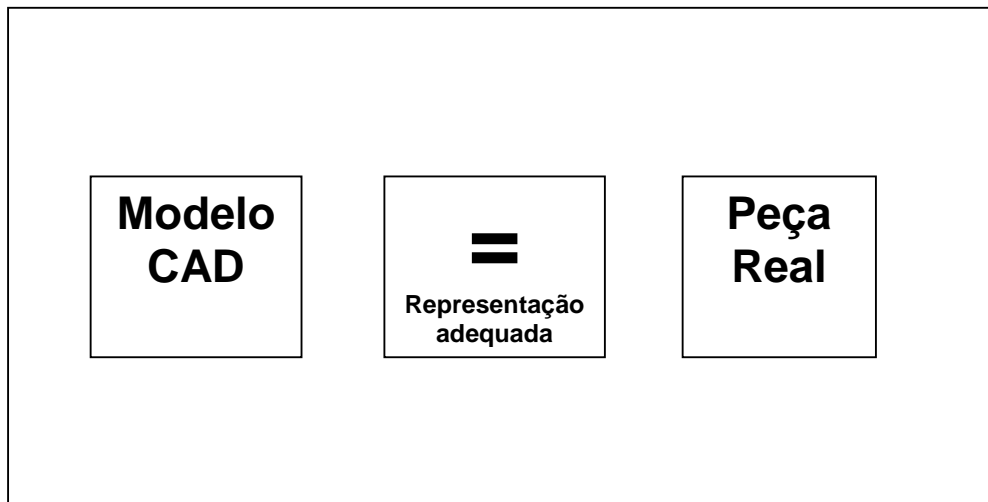 Modelo
CAD
=
Representação
adequada
Peça
Real